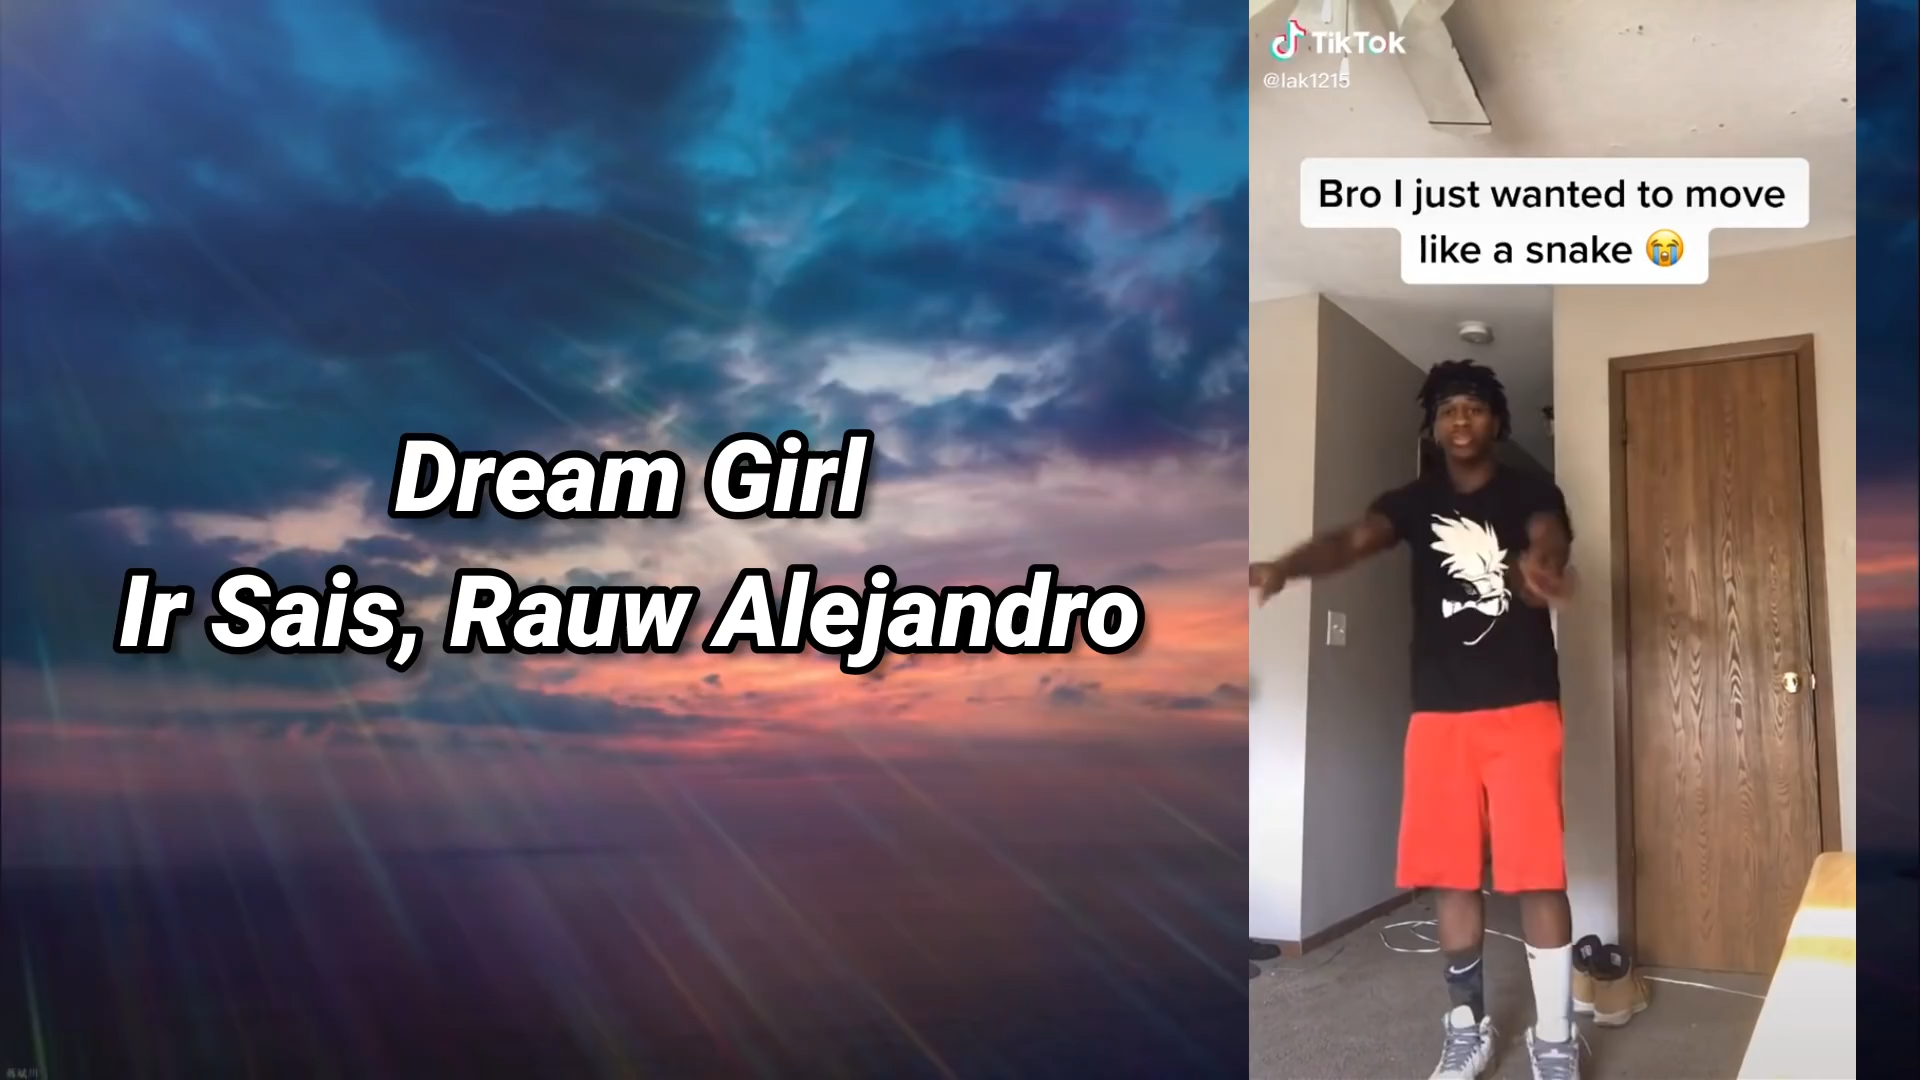 Dream Girl
Ir Sais, Rauw Alejandro
TikTok
@lak1215
Bro I just wanted to move
like a snake 😭